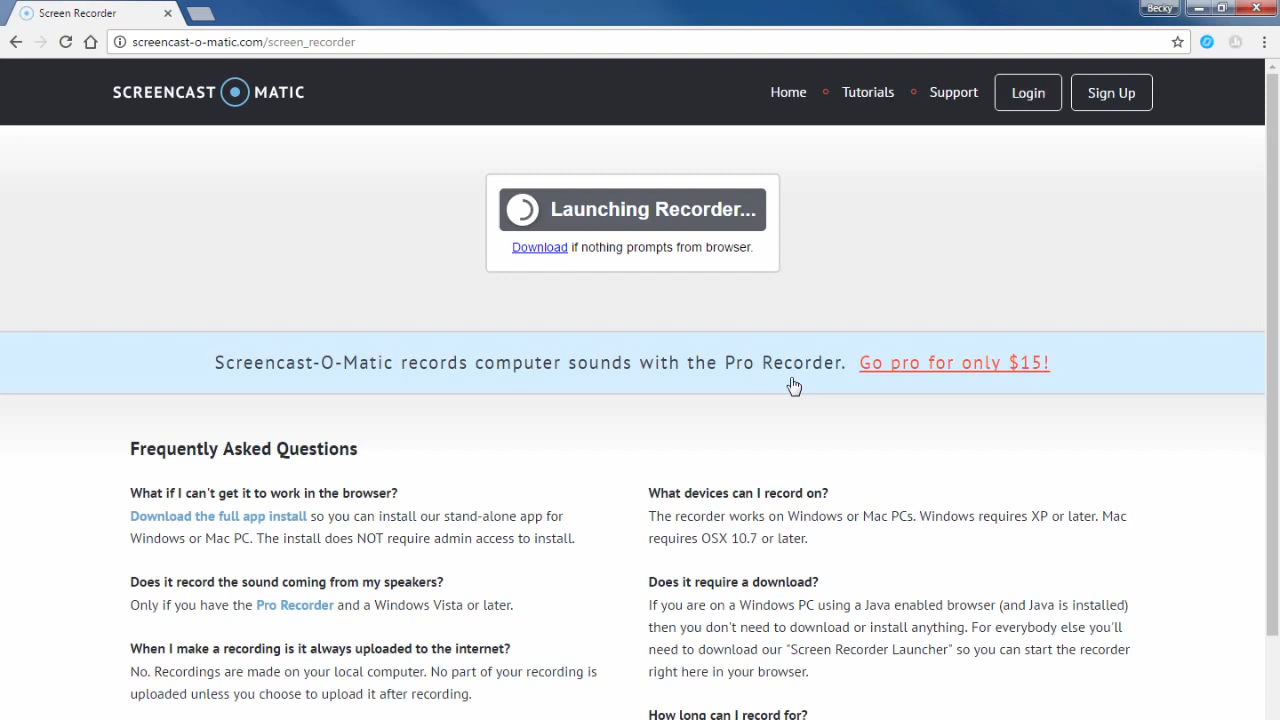 Screen Recorder
Becky
screencast-o-matic.com/screen_recorder
SCREENCAST MATIC
Home
Tutorials
Support
Login
Sign Up
Launching Recorder...
Download if nothing prompts from browser.
Screencast-O-Matic records computer sounds with the Pro Recorder. Go pro for only $15!
Frequently Asked Questions
What if I can't get it to work in the browser?
Download the full app install so you can install our stand-alone app for
Windows or Mac PC. The install does NOT require admin access to install.
Does it record the sound coming from my speakers?
Only if you have the Pro Recorder and a Windows Vista or later.
When I make a recording is it always uploaded to the internet?
No. Recordings are made on your local computer. No part of your recording is
uploaded unless you choose to upload it after recording.
What devices can I record on?
The recorder works on Windows or Mac PCs. Windows requires XP or later. Mac
requires OSX 10.7 or later.
Does it require a download?
If you are on a Windows PC using a Java enabled browser (and Java is installed)
then you don't need to download or install anything. For everybody else you'll
need to download our "Screen Recorder Launcher" so you can start the recorder
right here in your browser.
How long can I record for?